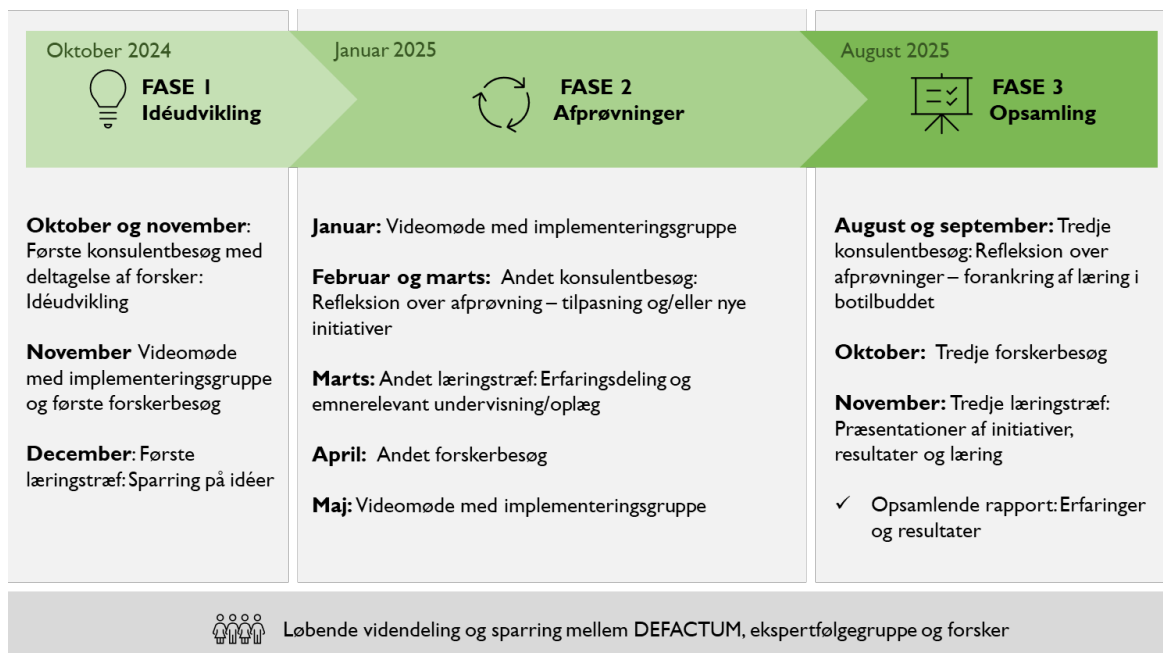 Oktober 2024
FASE 1
Idéudvikling
Januar 2025
FASE 2
Afprøvninger
August 2025
FASE 3
Opsamling
Oktober og november:
Første konsulentbesøg med
deltagelse af forsker:
Idéudvikling
November Videomøde
med implementeringsgruppe
og første forskerbesøg
December: Første
læringstræf: Sparring på idéer
Januar: Videomøde med implementeringsgruppe
Februar og marts: Andet konsulentbesøg:
Refleksion over afprøvning – tilpasning og/eller nye
initiativer
Marts: Andet læringstræf: Erfaringsdeling og
emnerelevant undervisning/oplæg
April: Andet forskerbesøg
Maj: Videomøde med implementeringsgruppe
August og september: Tredje
konsulentbesøg: Refleksion over
afprøvninger – forankring af læring i
botilbuddet
Oktober: Tredje forskerbesøg
November: Tredje læringstræf:
Præsentationer af initiativer,
resultater og læring
✓ Opsamlende rapport: Erfaringer
og resultater
Løbende videndeling og sparring mellem DEFACTUM, ekspertfølgegruppe og forsker